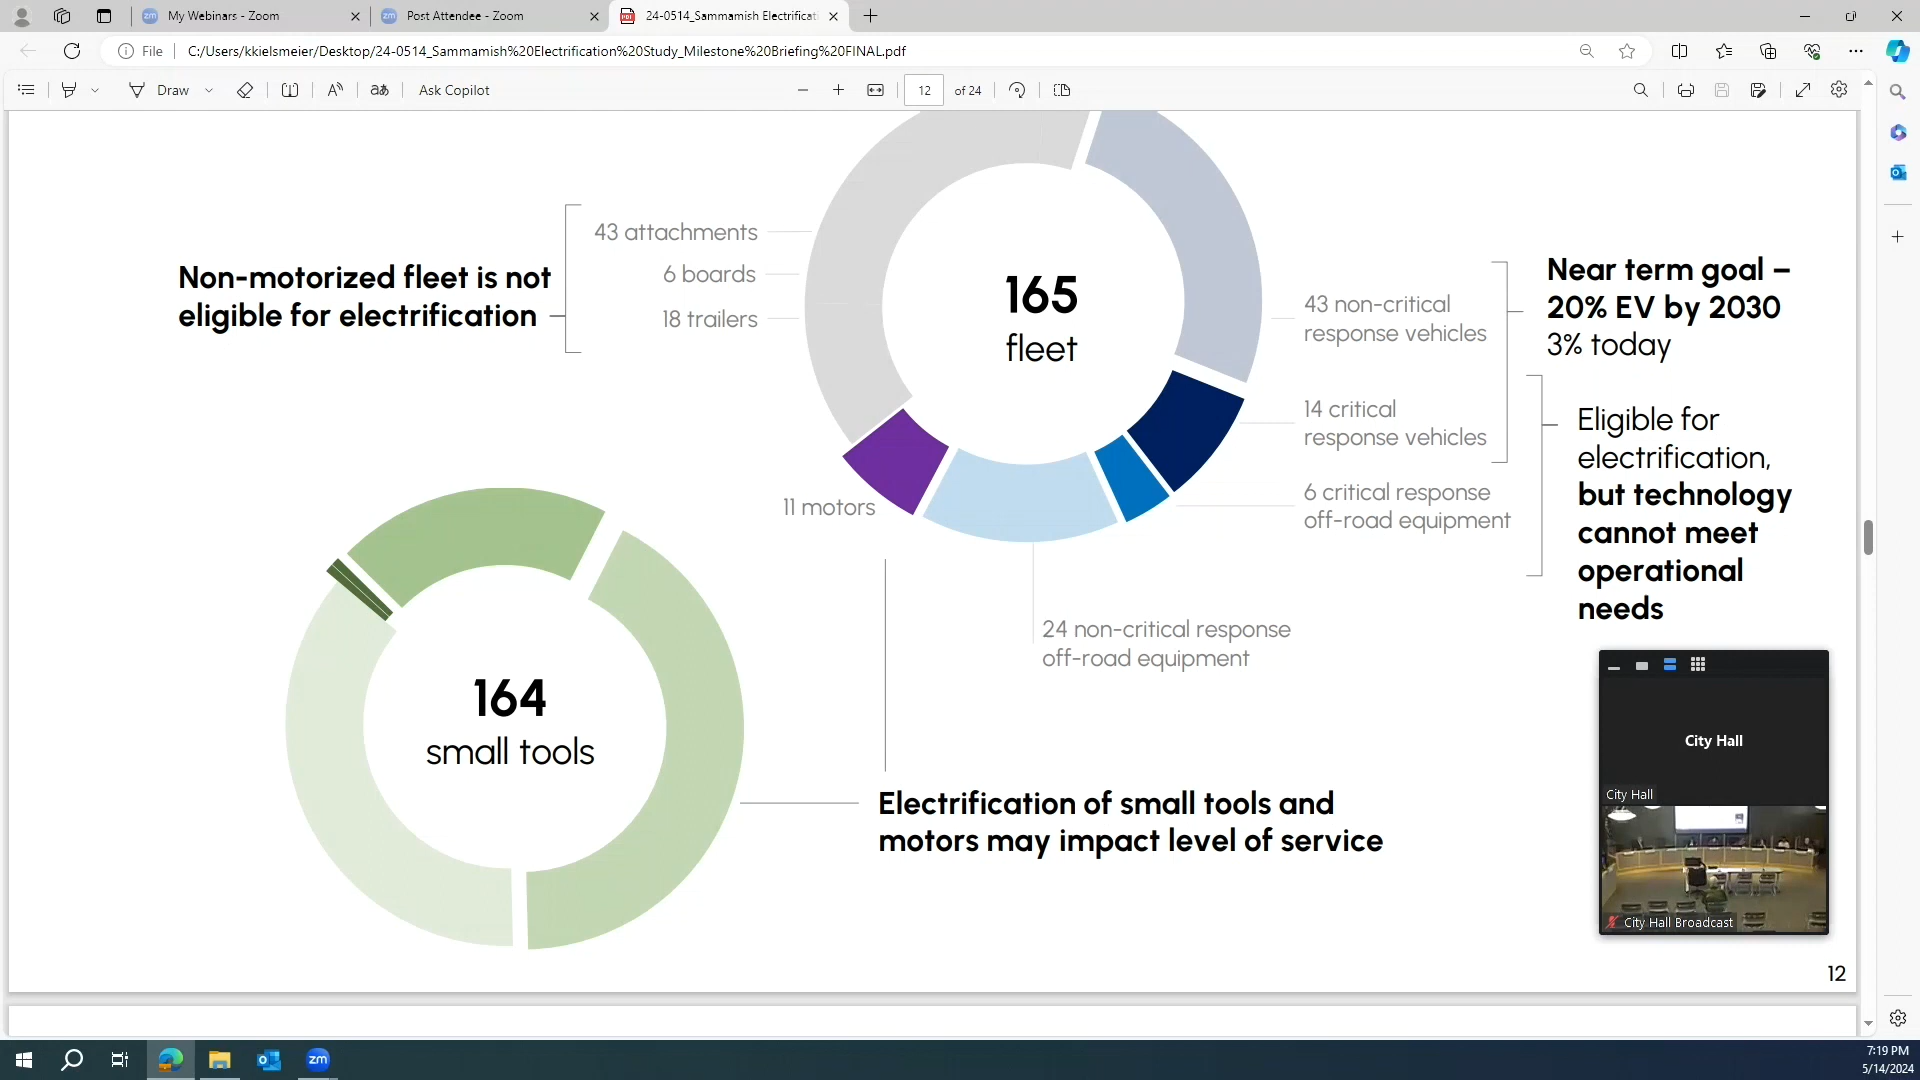 My Webinars - Zoom
Post Attendee - Zoom
24-0514_Sammamish Electrificati
File
C:/Users/kkielsmeier/Desktop/24-0514_Sammamish%20Electrification%20Study_Milestone%20Briefing%20FINAL.pdf
Draw
Ask Copilot
12
of 24
43 attachments
6 boards
18 trailers
Non-motorized fleet is not
eligible for electrification
165
fleet
43 non-critical
response vehicles
14 critical
response vehicles
6 critical response
off-road equipment
Near term goal –
20% EV by 2030
3% today
Eligible for
electrification,
but technology
cannot meet
operational
needs
11 motors
24 non-critical response
off-road equipment
164
small tools
Electrification of small tools and
motors may impact level of service
City Hall
City Hall
City Hall Broadcast
12
zm
7:19 PM
5/14/2024